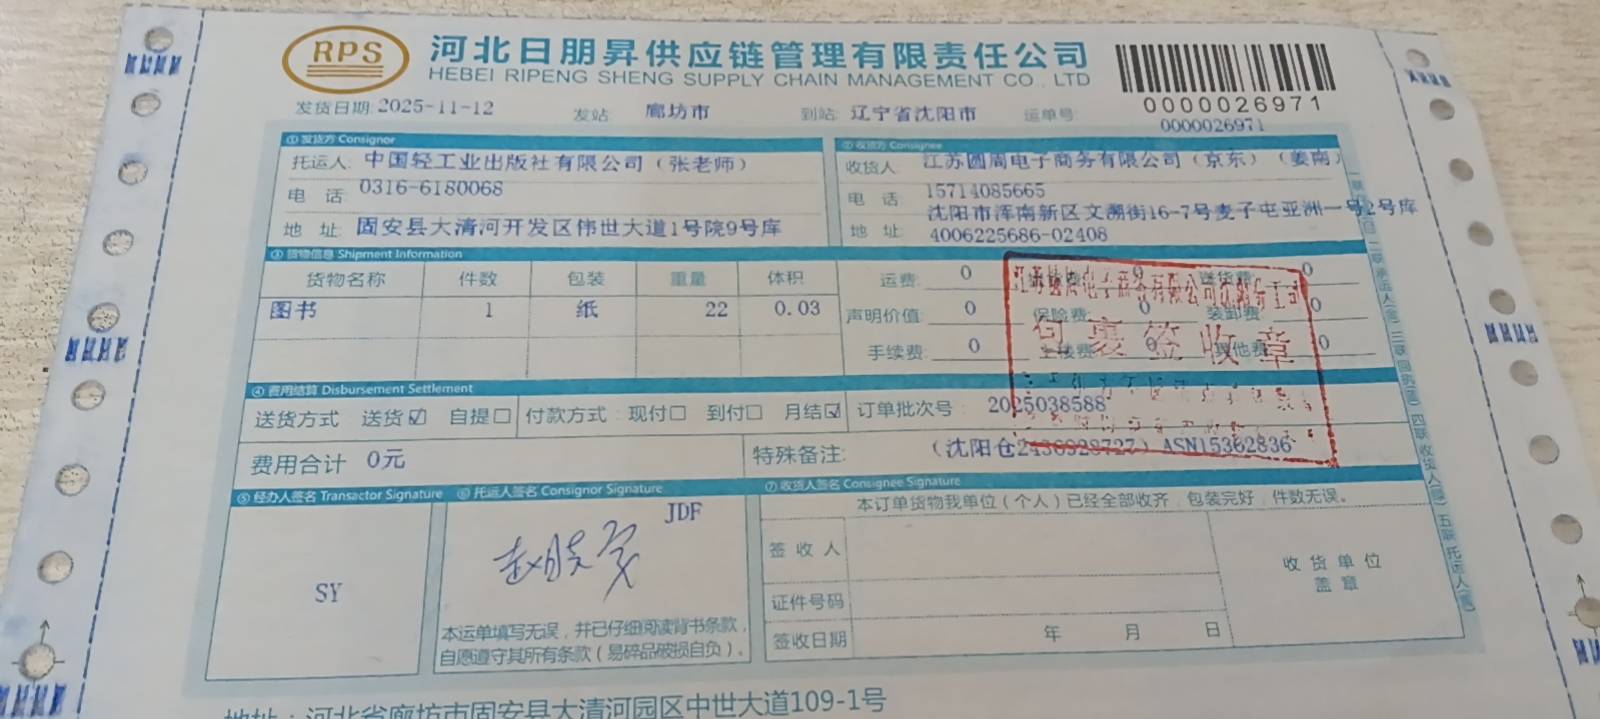 RPS 河北日朋昇供应链管理有限责任公司
HEBEI RIPENG SHENG SUPPLY CHAIN MANAGEMENT CO., LTD
0000026971
发货日期: 2025-11-12 发站 廊坊市 到站: 辽宁省沈阳市 运单号: 0000026971
①发货方 Consignor ②收货方 Consignee
托运人: 中国轻工业出版社有限公司（张老师） 收货人 江苏圆周电子商务有限公司（京东）（姜南）
电 话: 0316-6180068 电 话: 15714085665
地 址: 固安县大清河开发区伟世大道1号院9号库 地 址: 沈阳市浑南新区文溯街16-7号麦子屯亚洲一号2号库
4006225686-02408
③货物信息 Shipment Information
货物名称 件数 包装 重量 体积 运费: 0 送货费: 0
图书 1 纸 22 0.03 声明价值: 0 保险费: 0 装卸费: 0
手续费: 0 0 其他费: 0
包裹签收章
④费用结算 Disbursement Settlement
送货方式 送货☑ 自提□ 付款方式: 现付□ 到付□ 月结☑ 订单批次号: 2025038588
费用合计 0元 特殊备注: （沈阳仓2436928727）ASN15362836
⑤经办人签名 Transactor Signature ⑥托运人签名 Consignor Signature ⑦收货人签名 Consignee Signature
本订单货物我单位（个人）已经全部收齐，包装完好，件数无误。
JDF
SY
签 收 人
证件号码
签收日期 年 月 日
收 货 单 位
盖 章
本运单填写无误，并已仔细阅读背书条款，
自愿遵守其所有条款（易碎品破损自负）。
地址：河北省廊坊市固安县大清河园区中世大道109-1号